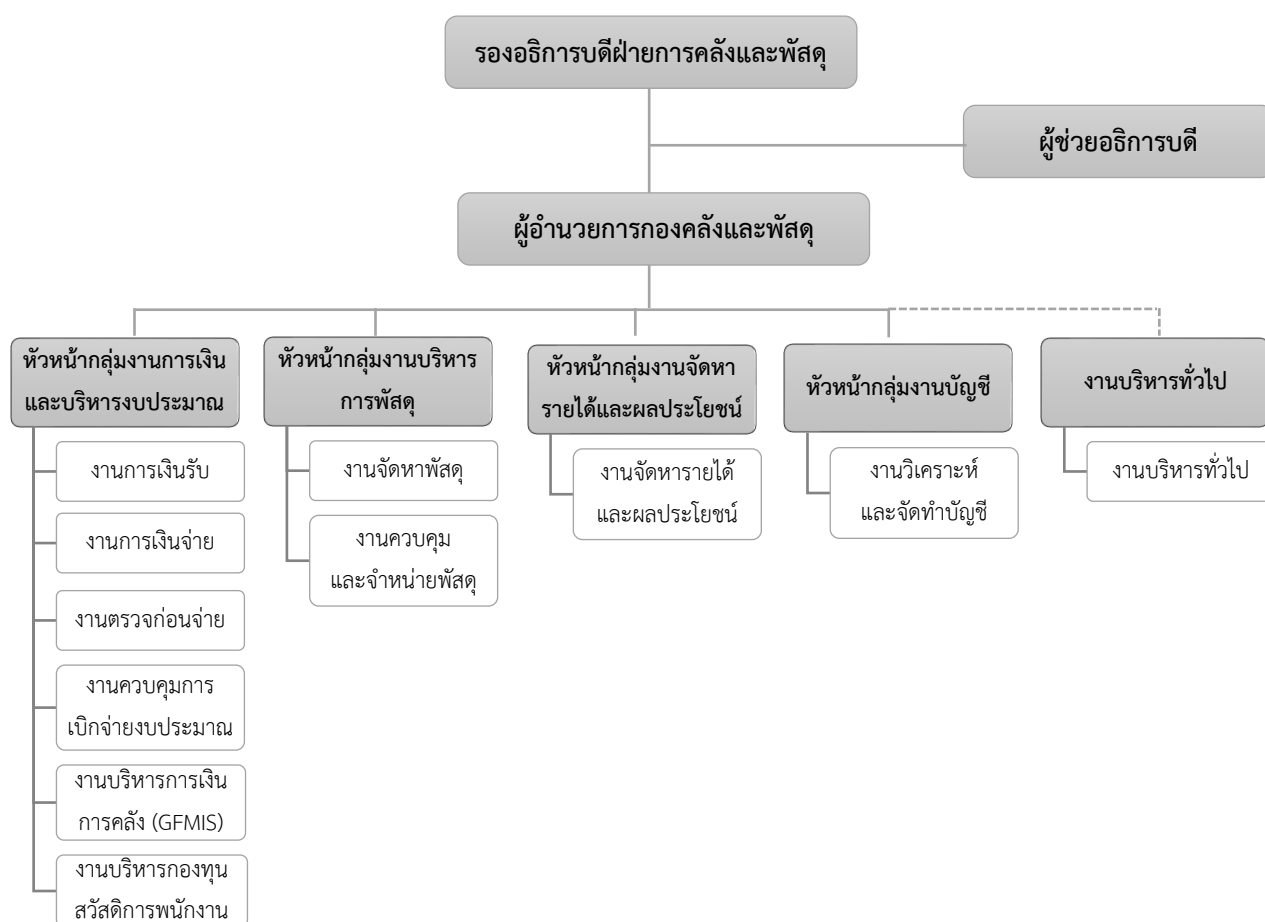 รองอธิการบดีฝ่ายการคลังและพัสดุ
ผู้ช่วยอธิการบดี
ผู้อำนวยการกองคลังและพัสดุ
หัวหน้ากลุ่มงานการเงิน
และบริหารงบประมาณ
งานการเงินรับ
งานการเงินจ่าย
งานตรวจก่อนจ่าย
งานควบคุมการ
เบิกจ่ายงบประมาณ
งานบริหารการเงิน
การคลัง (GFMIS)
งานบริหารกองทุน
สวัสดิการพนักงาน
หัวหน้ากลุ่มงานบริหาร
การพัสดุ
งานจัดหาพัสดุ
งานควบคุม
และจำหน่ายพัสดุ
หัวหน้ากลุ่มงานจัดหา
รายได้และผลประโยชน์
งานจัดหารายได้
และผลประโยชน์
หัวหน้ากลุ่มงานบัญชี
งานวิเคราะห์
และจัดทำบัญชี
งานบริหารทั่วไป
งานบริหารทั่วไป